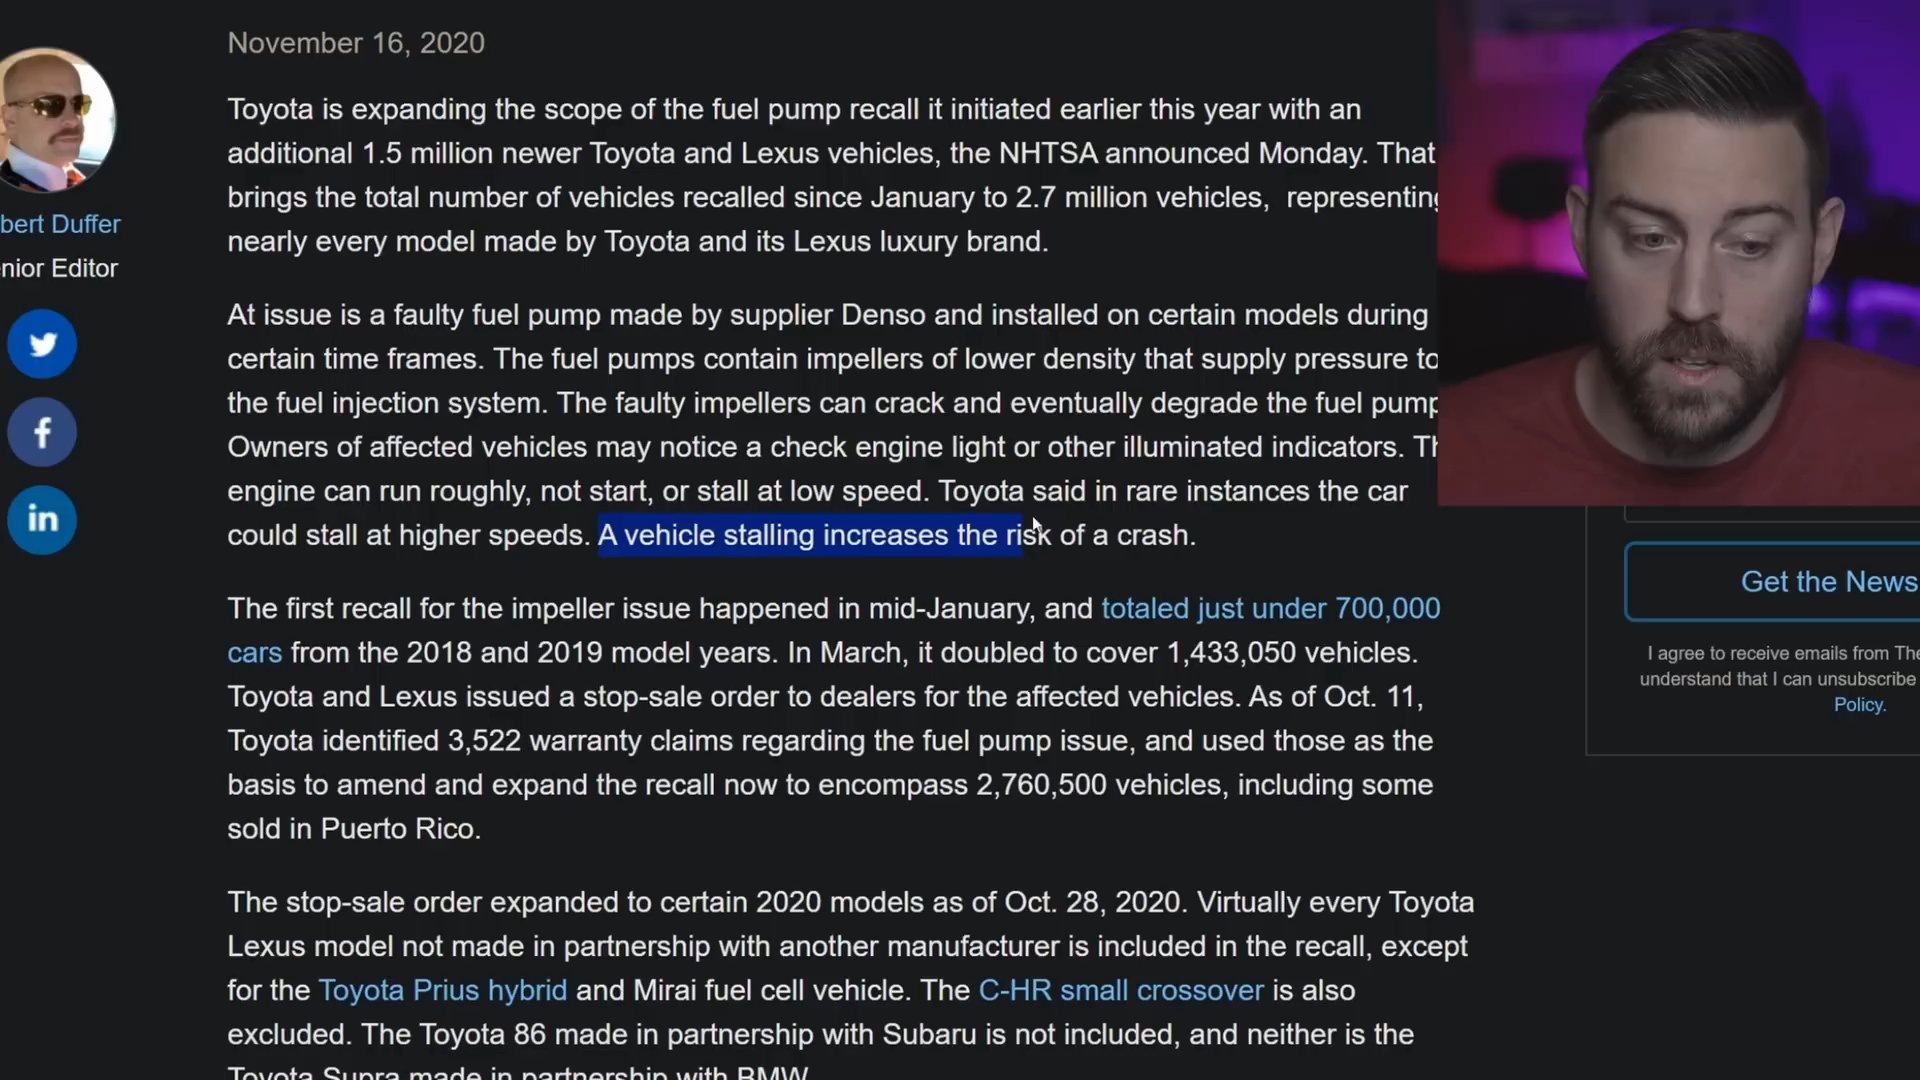 November 16, 2020
Toyota is expanding the scope of the fuel pump recall it initiated earlier this year with an
additional 1.5 million newer Toyota and Lexus vehicles, the NHTSA announced Monday. That
brings the total number of vehicles recalled since January to 2.7 million vehicles, representing
nearly every model made by Toyota and its Lexus luxury brand.
bert Duffer
nior Editor
At issue is a faulty fuel pump made by supplier Denso and installed on certain models during
certain time frames. The fuel pumps contain impellers of lower density that supply pressure to
the fuel injection system. The faulty impellers can crack and eventually degrade the fuel pump
Owners of affected vehicles may notice a check engine light or other illuminated indicators. Th
engine can run roughly, not start, or stall at low speed. Toyota said in rare instances the car
could stall at higher speeds. A vehicle stalling increases the risk of a crash.
The first recall for the impeller issue happened in mid-January, and totaled just under 700,000
cars from the 2018 and 2019 model years. In March, it doubled to cover 1,433,050 vehicles.
Toyota and Lexus issued a stop-sale order to dealers for the affected vehicles. As of Oct. 11,
Toyota identified 3,522 warranty claims regarding the fuel pump issue, and used those as the
basis to amend and expand the recall now to encompass 2,760,500 vehicles, including some
sold in Puerto Rico.
The stop-sale order expanded to certain 2020 models as of Oct. 28, 2020. Virtually every Toyota
Lexus model not made in partnership with another manufacturer is included in the recall, except
for the Toyota Prius hybrid and Mirai fuel cell vehicle. The C-HR small crossover is also
excluded. The Toyota 86 made in partnership with Subaru is not included, and neither is the
Toyota Supra made in partnership with BMW.
Get the News
I agree to receive emails from The
understand that I can unsubscribe
Policy.